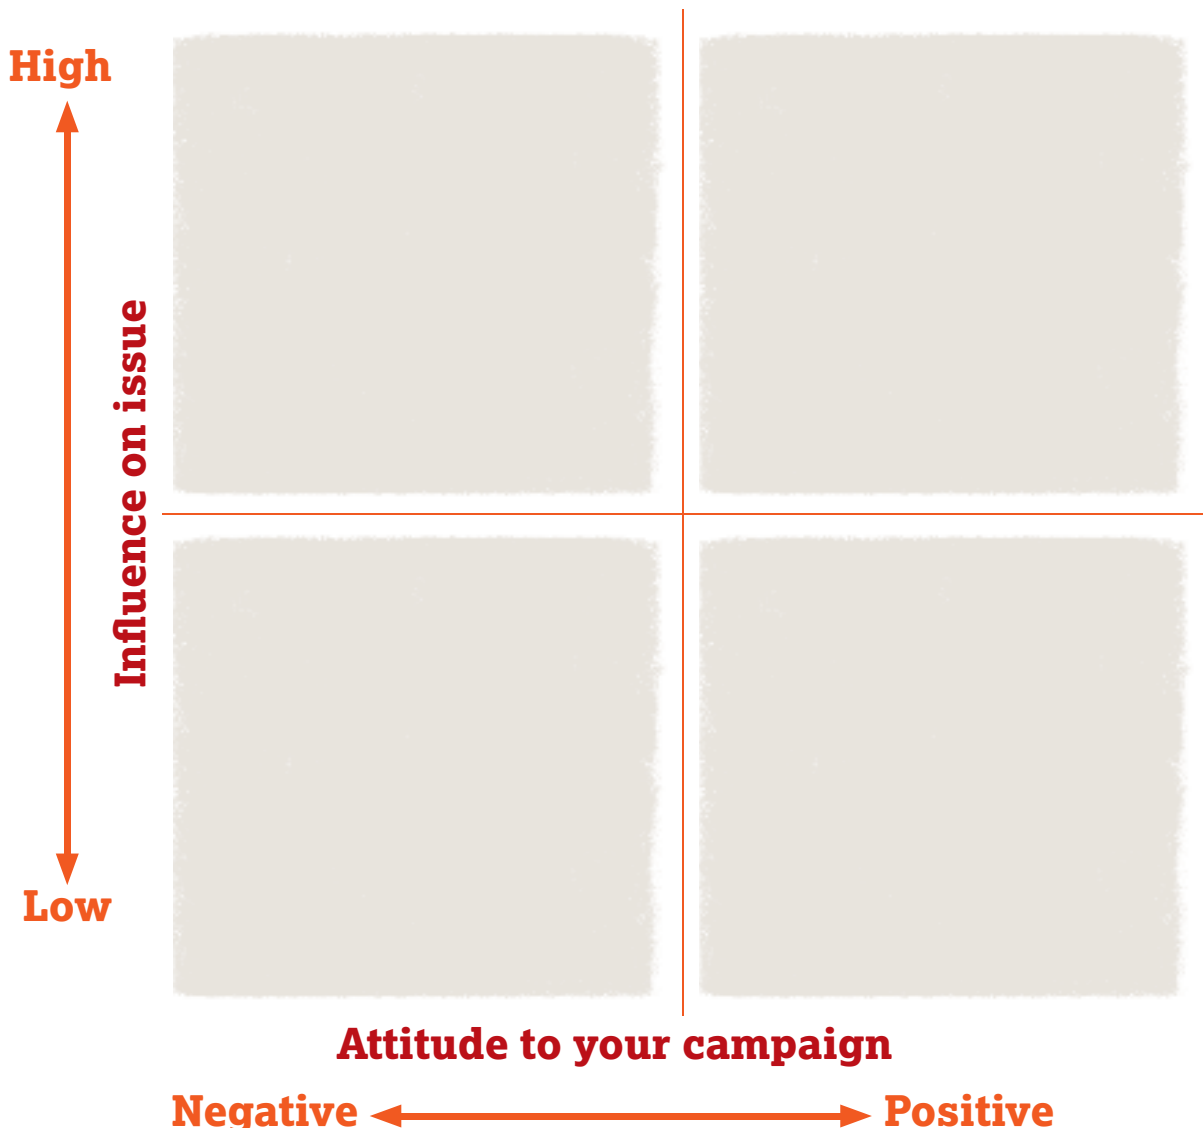 High
Influence on issue
Low
Attitude to your campaign
Negative
Positive